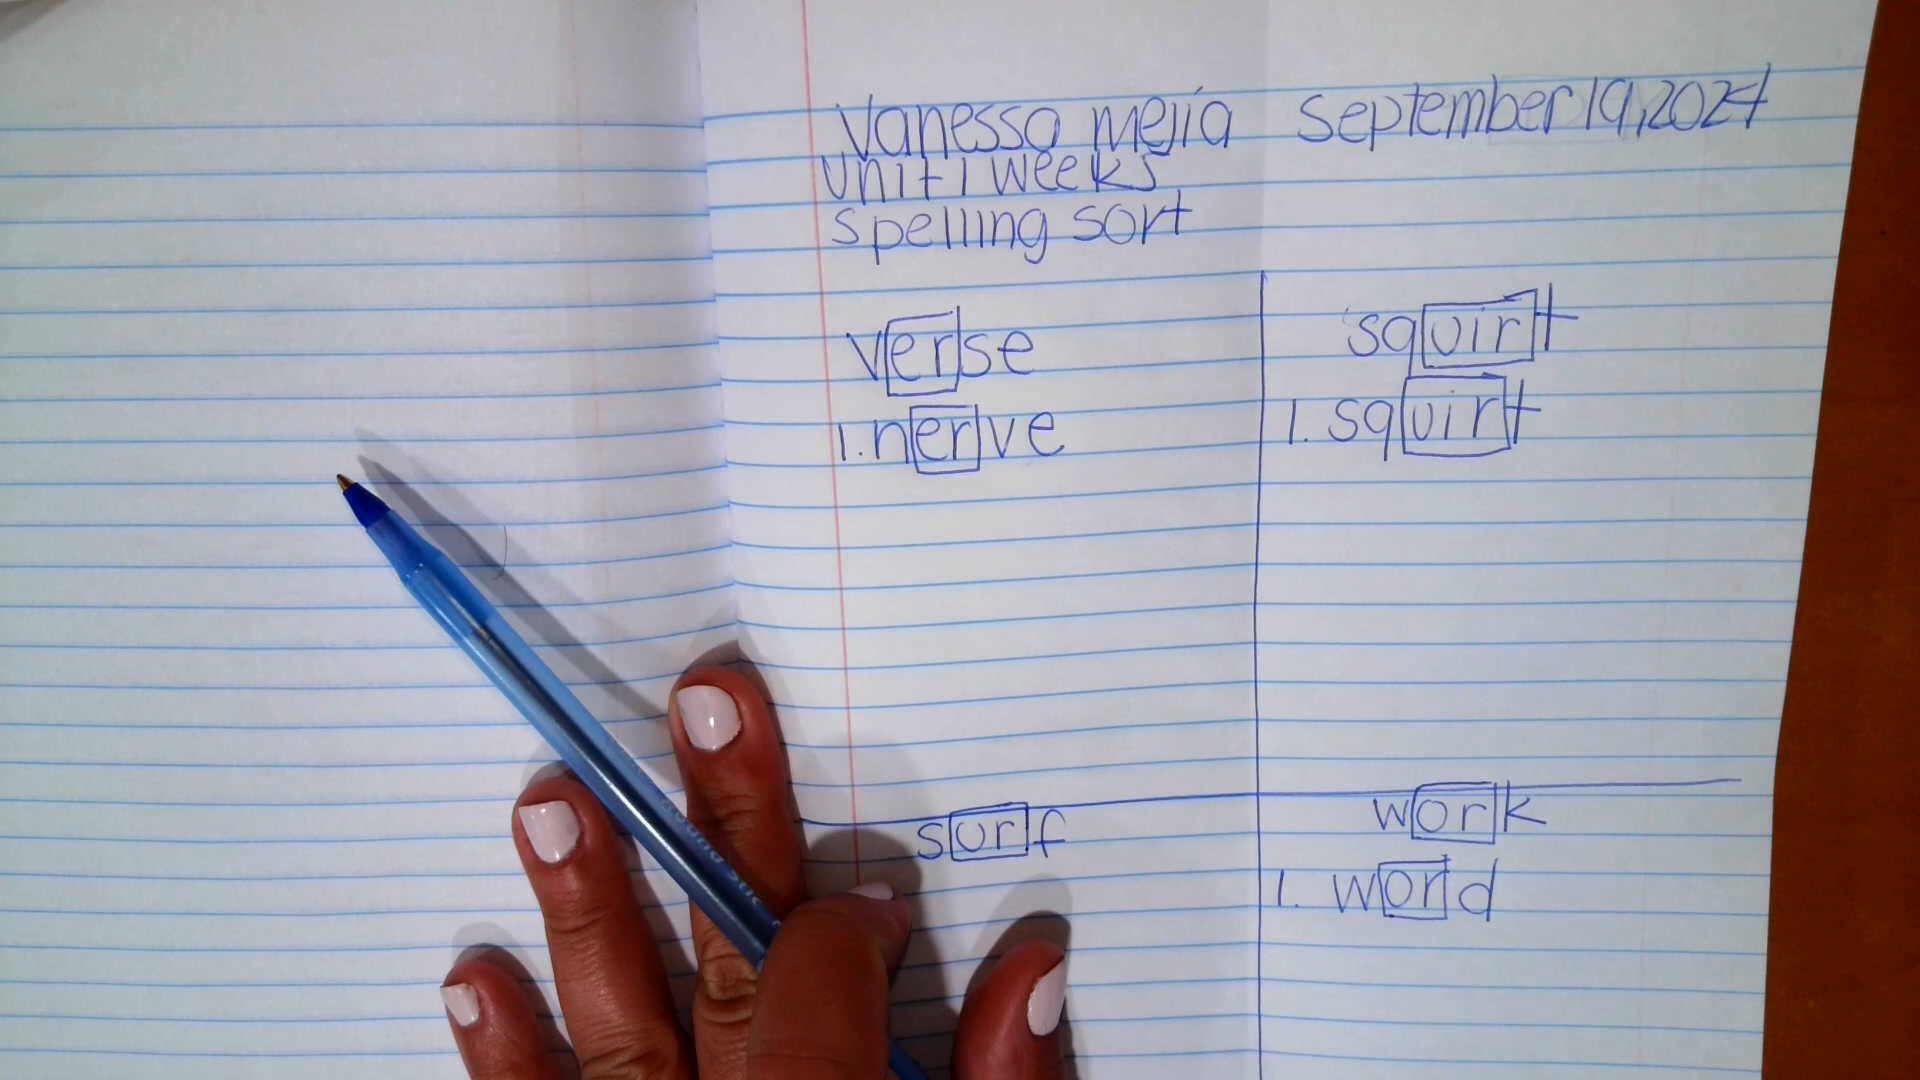 Vanessa Mejia September 19, 2024
Unit 1 Week 5
Spelling Sort
verse
1. nerve
squirt
1. squirt
surf
work
1. world